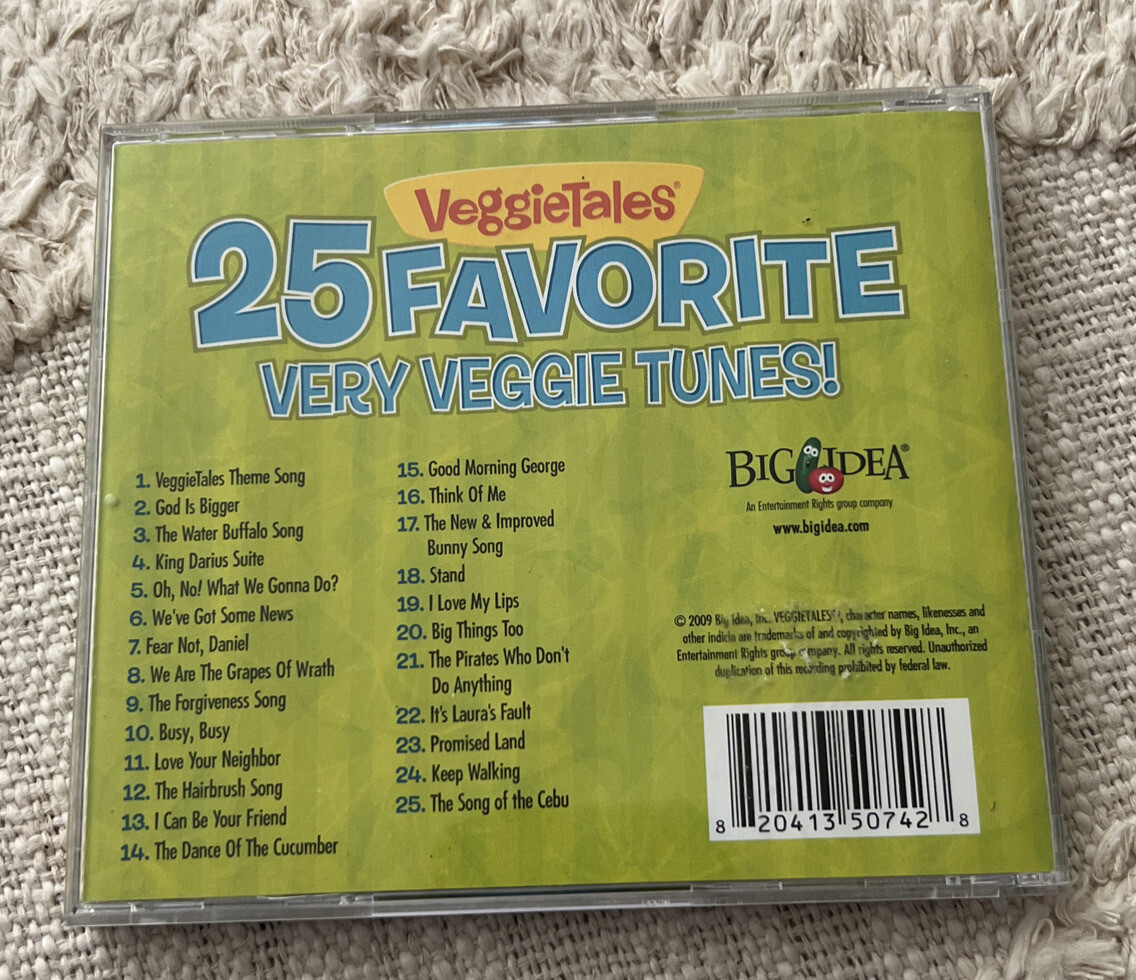 VeggieTales®
25 FAVORITE
VERY VEGGIE TUNES!
1. VeggieTales Theme Song
2. God Is Bigger
3. The Water Buffalo Song
4. King Darius Suite
5. Oh, No! What We Gonna Do?
6. We've Got Some News
7. Fear Not, Daniel
8. We Are The Grapes Of Wrath
9. The Forgiveness Song
10. Busy, Busy
11. Love Your Neighbor
12. The Hairbrush Song
13. I Can Be Your Friend
14. The Dance Of The Cucumber
15. Good Morning George
16. Think Of Me
17. The New & Improved
Bunny Song
18. Stand
19. I Love My Lips
20. Big Things Too
21. The Pirates Who Don't
Do Anything
22. It's Laura's Fault
23. Promised Land
24. Keep Walking
25. The Song of the Cebu
BIG IDEA®
An Entertainment Rights group company
www.bigidea.com
© 2009 Big Idea, Inc. VEGGIETALES®, character names, likenesses and
other indicia are trademarks of and copyrighted by Big Idea, Inc., an
Entertainment Rights group company. All rights reserved. Unauthorized
duplication of this recording prohibited by federal law.
8 20413 50742 8